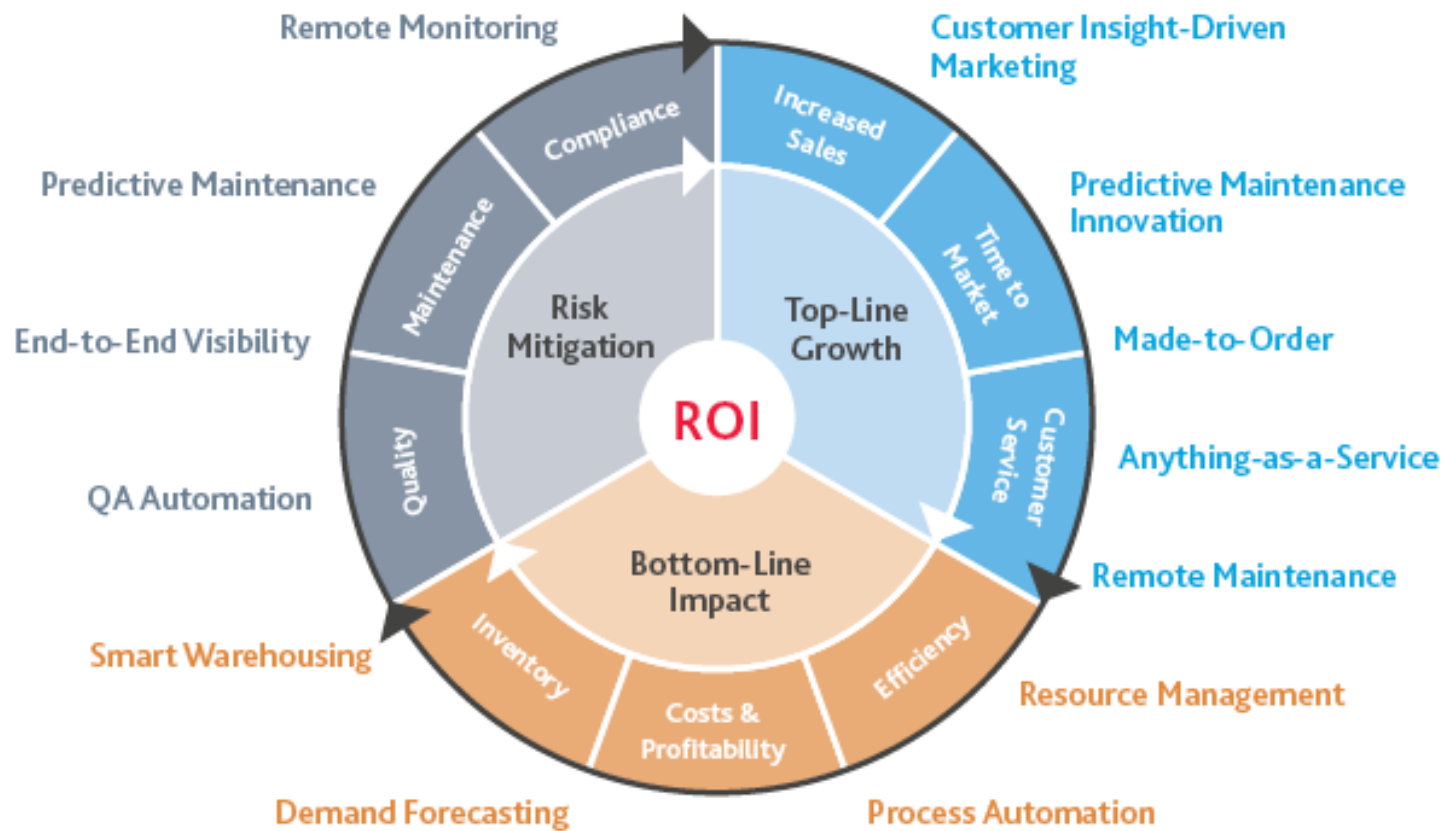 Remote Monitoring
Customer Insight-Driven
Marketing
Compliance
Increased
Sales
Predictive Maintenance
Predictive Maintenance
Innovation
Maintenance
Time to
Market
Risk
Mitigation
Top-Line
Growth
End-to-End Visibility
Made-to-Order
ROI
Quality
Customer
Service
QA Automation
Anything-as-a-Service
Bottom-Line
Impact
Remote Maintenance
Smart Warehousing
Inventory
Efficiency
Resource Management
Costs &
Profitability
Demand Forecasting
Process Automation